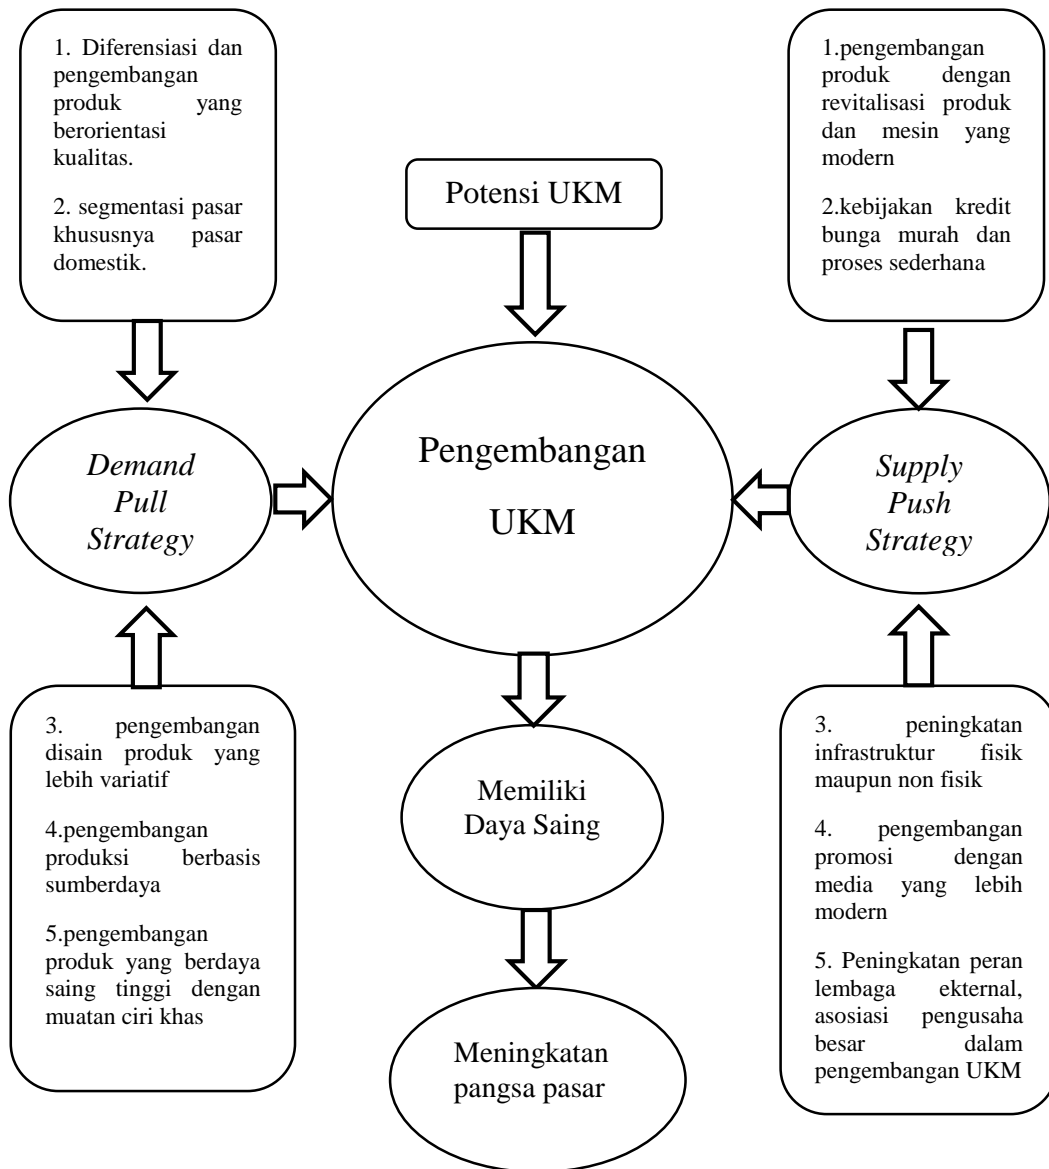 1. Diferensiasi dan
pengembangan
produk yang
berorientasi
kualitas.
2. segmentasi pasar
khususnya pasar
domestik.
Demand
Pull
Strategy
3. pengembangan
disain produk yang
lebih variatif
4.pengembangan
produksi berbasis
sumberdaya
5.pengembangan
produk yang berdaya
saing tinggi dengan
muatan ciri khas
Potensi UKM
Pengembangan
UKM
Memiliki
Daya Saing
Meningkatan
pangsa pasar
1.pengembangan
produk dengan
revitalisasi produk
dan mesin yang
modern
2.kebijakan kredit
bunga murah dan
proses sederhana
Supply
Push
Strategy
3. peningkatan
infrastruktur fisik
maupun non fisik
4. pengembangan
promosi dengan
media yang lebih
modern
5. Peningkatan peran
lembaga ekternal,
asosiasi pengusaha
besar dalam
pengembangan UKM